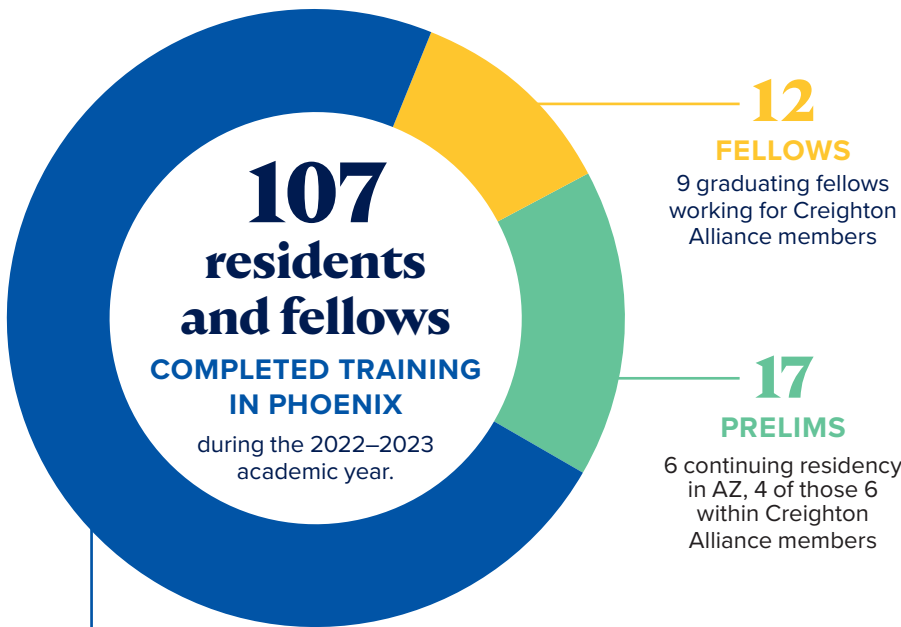 107
residents
and fellows
COMPLETED TRAINING
IN PHOENIX
during the 2022–2023
academic year.
12
FELLOWS
9 graduating fellows
working for Creighton
Alliance members
17
PRELIMS
6 continuing residency
in AZ, 4 of those 6
within Creighton
Alliance members